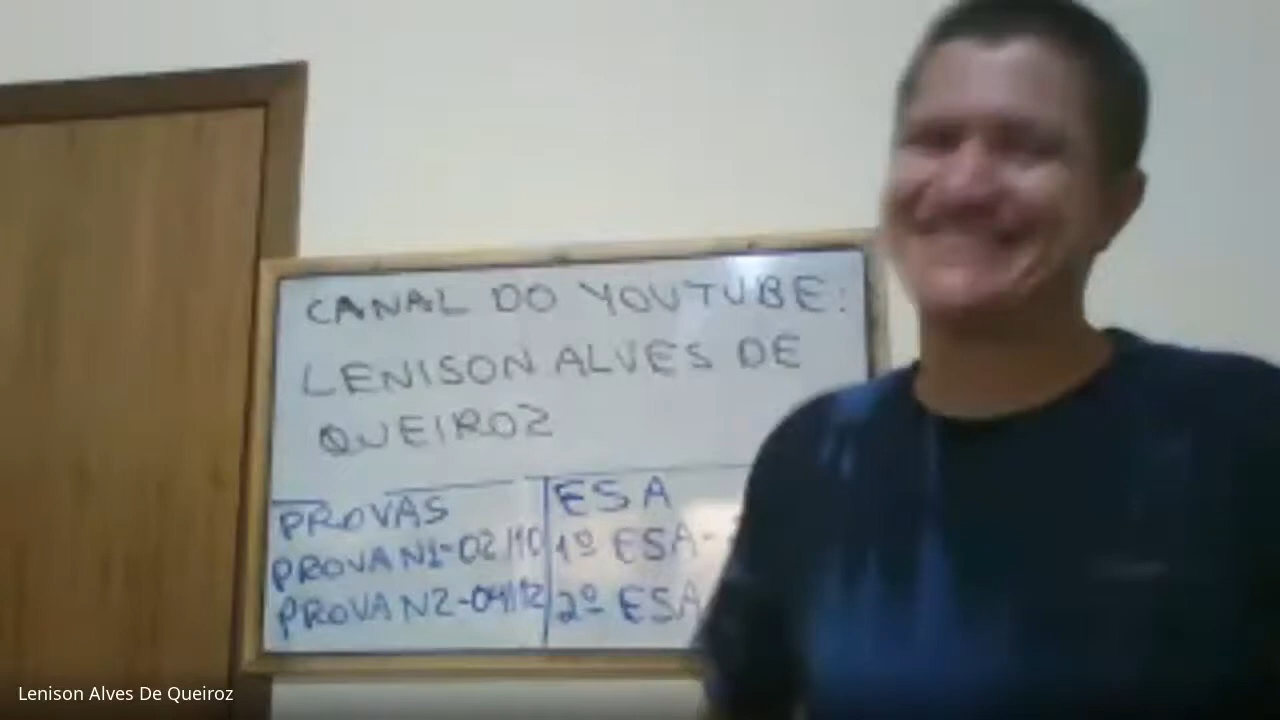 CANAL DO YOUTUBE:
LENISON ALVES DE
QUEIROZ
PROVAS
PROVA N1-02/10
PROVA N2-04/12
ESA
1º ESA-
2º ESA
Lenison Alves De Queiroz